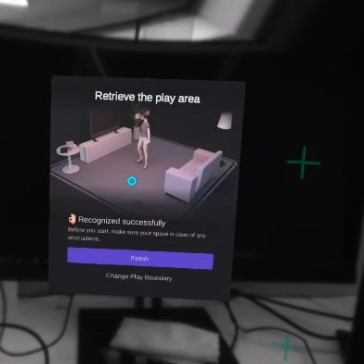 Retrieve the play area
Recognized successfully
Before you start, make sure your space is clear of any
obstructions.
Finish
Change Play Boundary